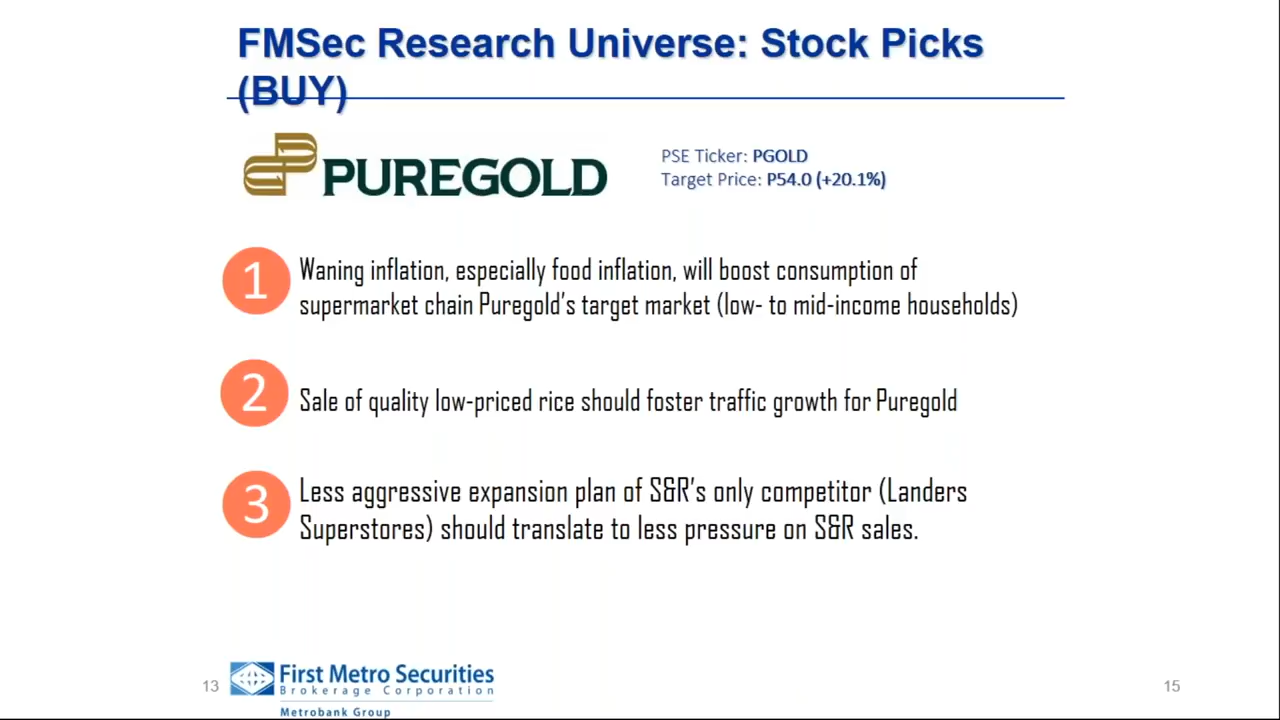 FMSec Research Universe: Stock Picks
(BUY)
PUREGOLD
PSE Ticker: PGOLD
Target Price: P54.0 (+20.1%)
1
Waning inflation, especially food inflation, will boost consumption of
supermarket chain Puregold's target market (low- to mid-income households)
2
Sale of quality low-priced rice should foster traffic growth for Puregold
3
Less aggressive expansion plan of S&R's only competitor (Landers
Superstores) should translate to less pressure on S&R sales.
13
First Metro Securities
Brokerage Corporation
Metrobank Group
15